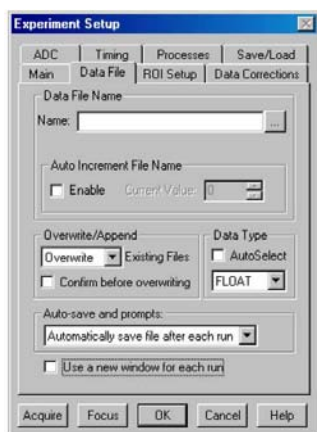 Experiment Setup
ADC Timing Processes Save/Load
Main Data File ROI Setup Data Corrections
Data File Name
Name: ...
Auto Increment File Name
Enable Current Value: 0
Overwrite/Append Data Type
Overwrite Existing Files AutoSelect
Confirm before overwriting FLOAT
Auto-save and prompts:
Automatically save file after each run
Use a new window for each run
Acquire Focus OK Cancel Help